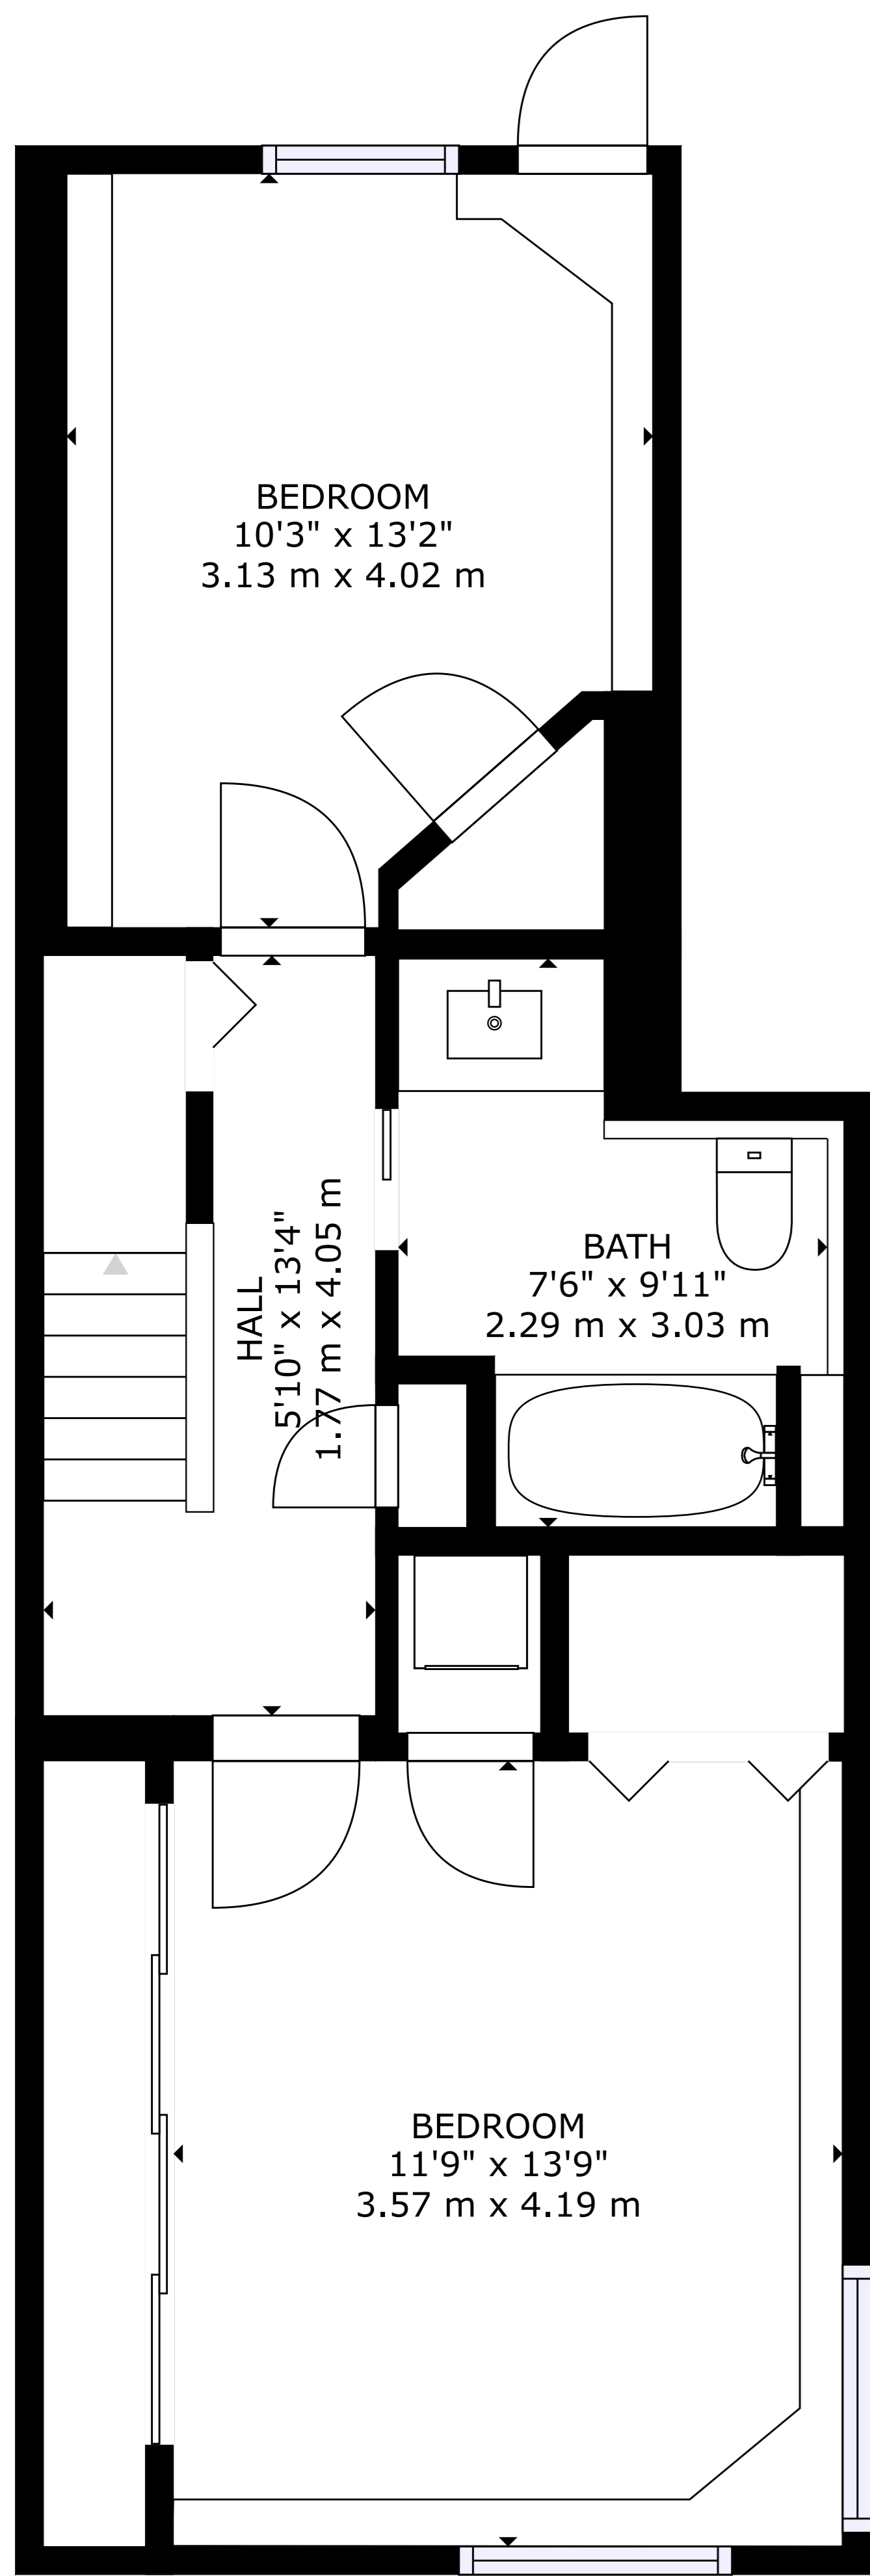 BEDROOM
10'3" x 13'2"
3.13 m x 4.02 m
HALL
5'10" x 13'4"
1.77 m x 4.05 m
BATH
7'6" x 9'11"
2.29 m x 3.03 m
BEDROOM
11'9" x 13'9"
3.57 m x 4.19 m